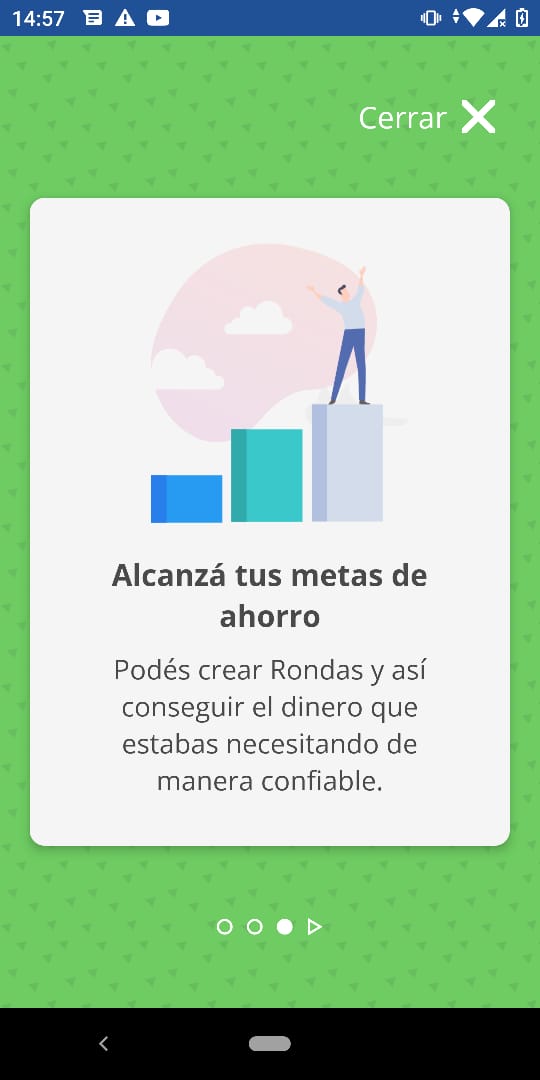 14:57
Cerrar
Alcanzá tus metas de
ahorro
Podés crear Rondas y así
conseguir el dinero que
estabas necesitando de
manera confiable.